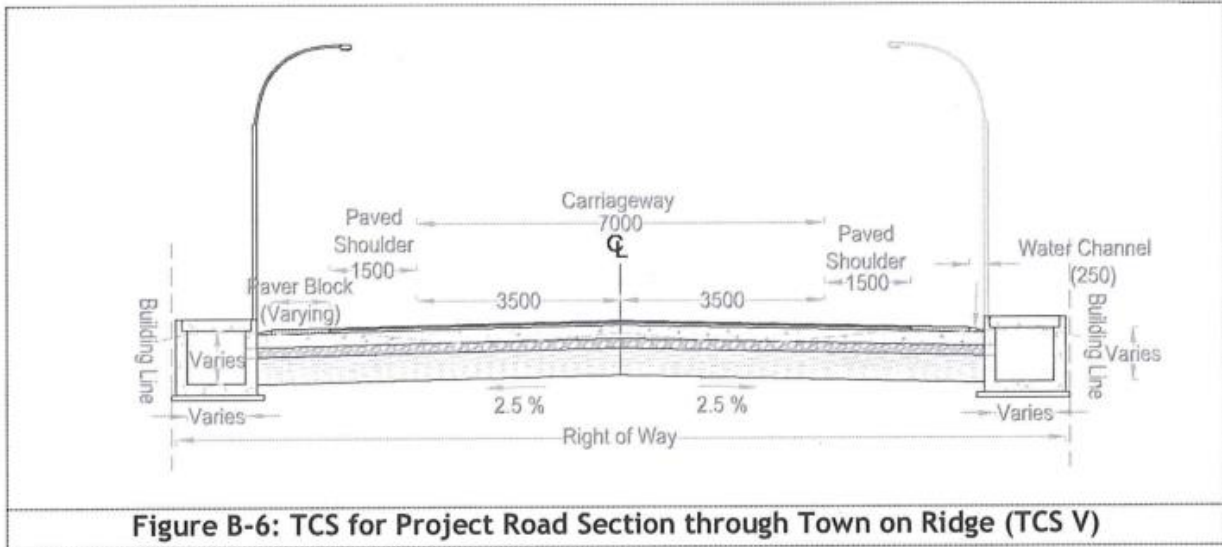 Carriageway
7000
Paved
Shoulder
1500
CL
Paved
Shoulder
1500
Water Channel
(250)
Paver Block
(Varying)
3500
3500
Building Line
Varies
Varies
Building Line
2.5 %
2.5 %
Varies
Varies
Right of Way
Figure B-6: TCS for Project Road Section through Town on Ridge (TCS V)